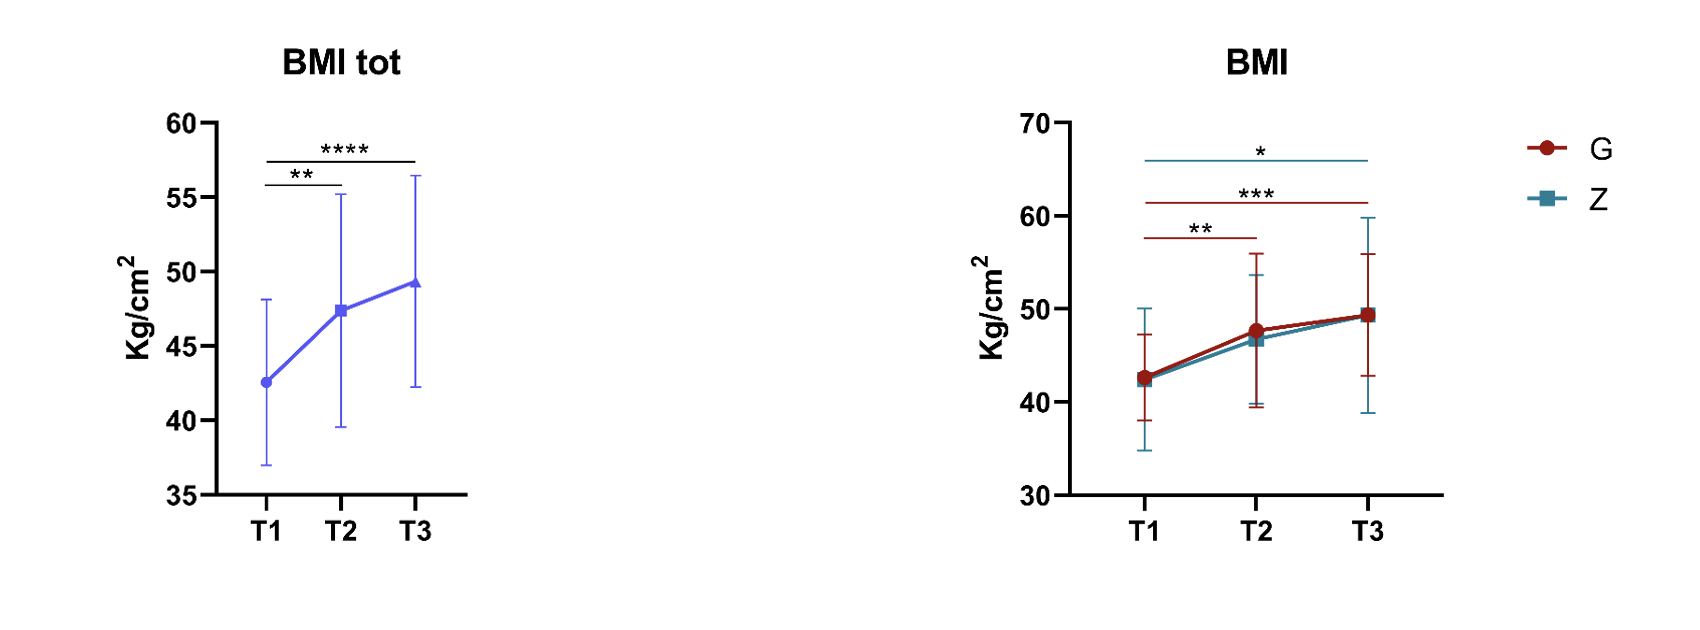 BMI tot
60
55
50
45
40
35
Kg/cm²
****
**
T1 T2 T3
BMI
70
60
50
40
30
Kg/cm²
*
***
**
T1 T2 T3
G
Z